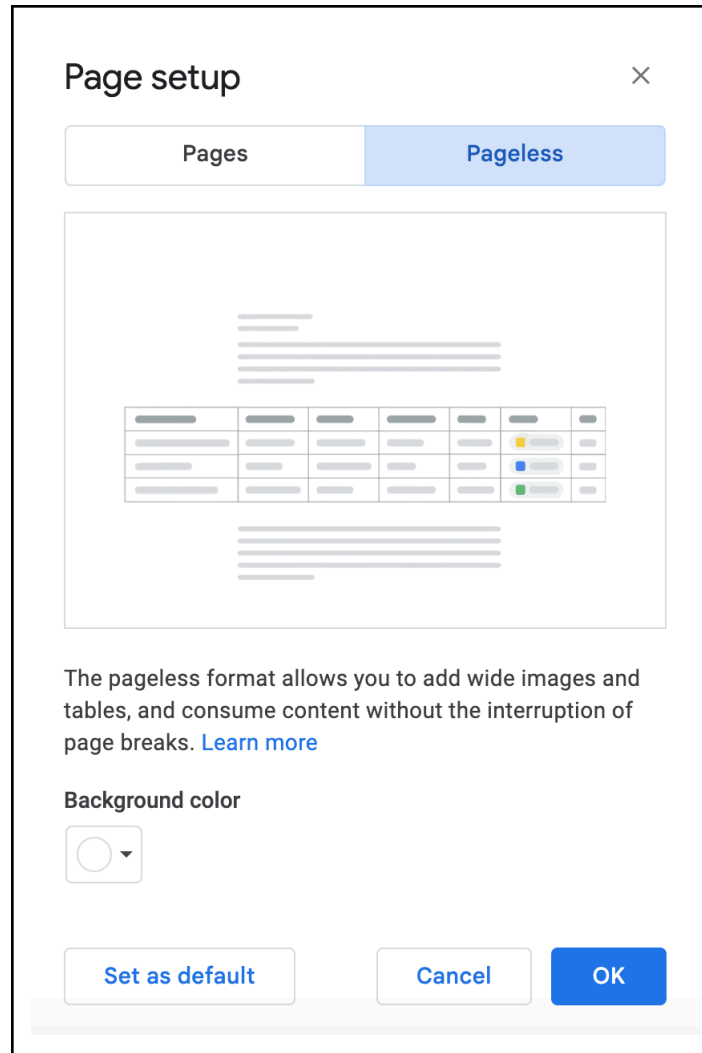 Page setup
Pages
Pageless
The pageless format allows you to add wide images and
tables, and consume content without the interruption of
page breaks. Learn more
Background color
Set as default
Cancel
OK